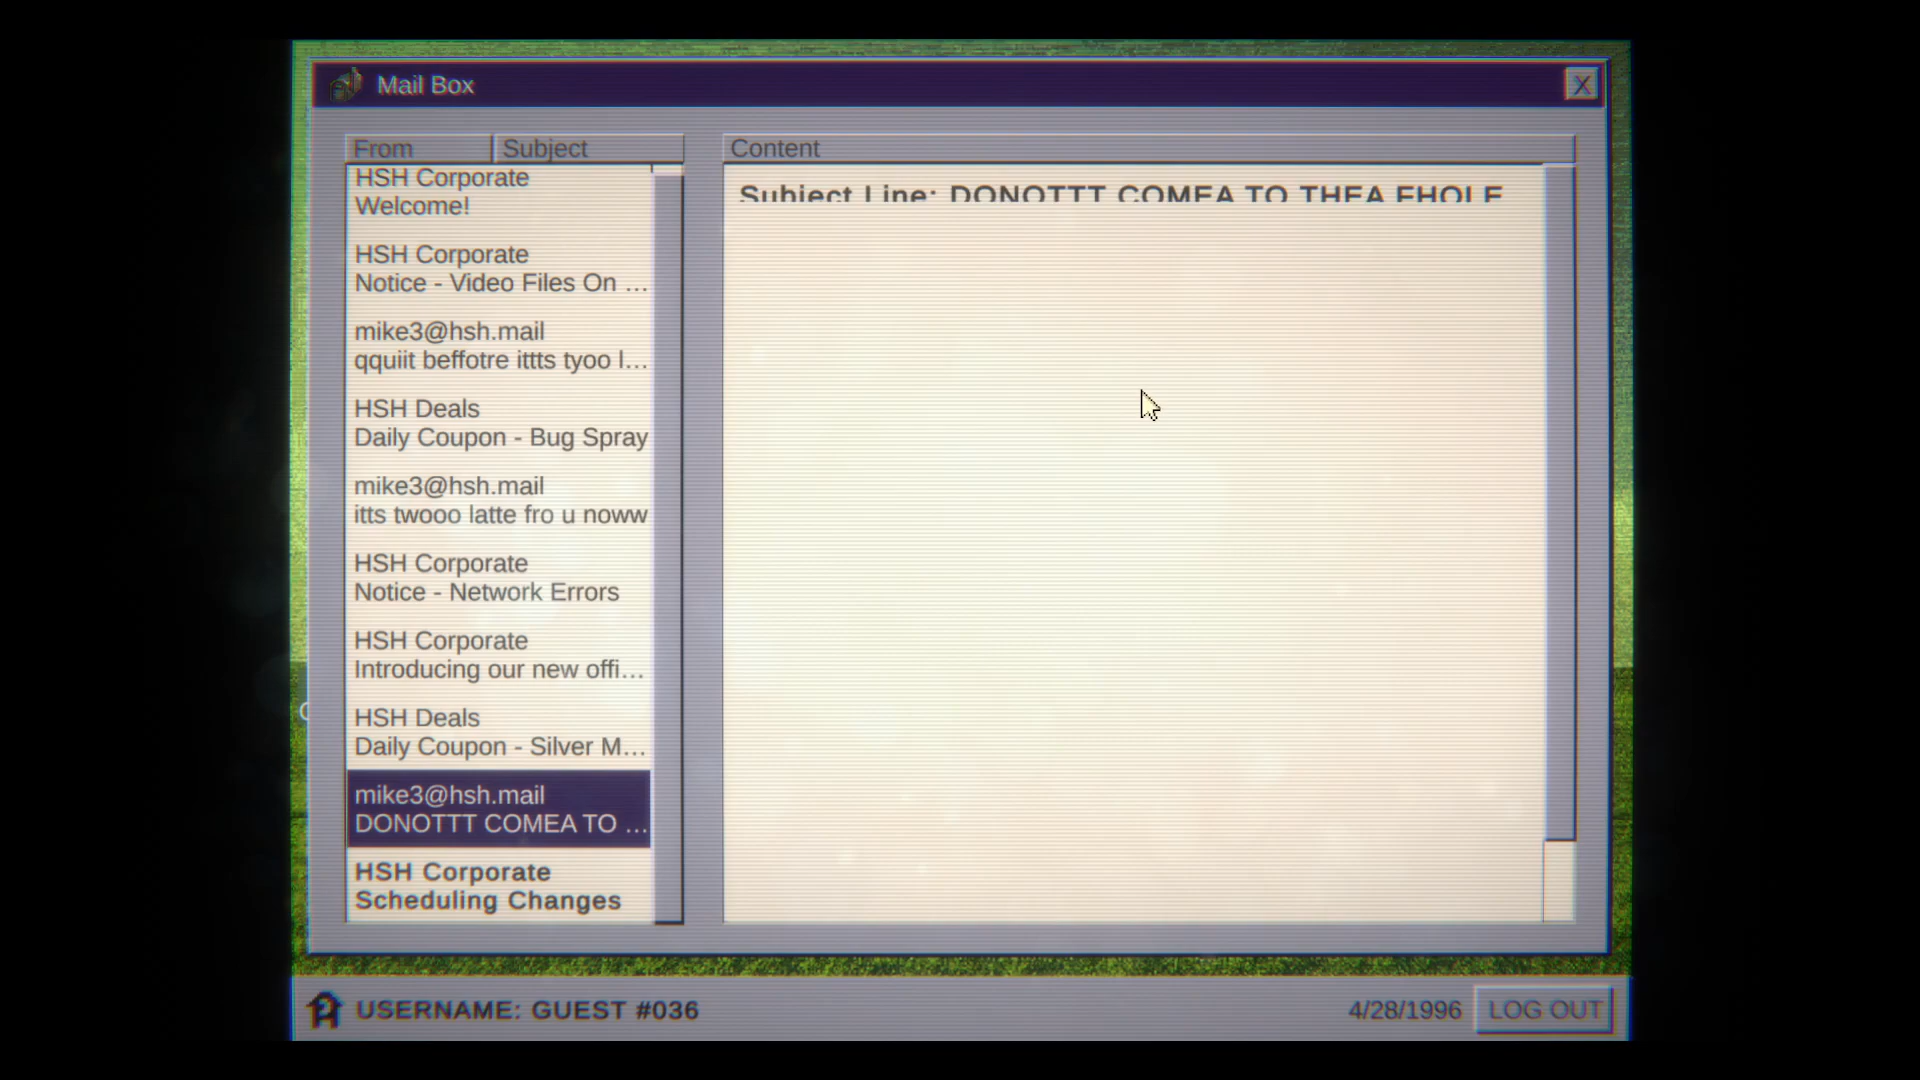 Mail Box
X
From Subject
Content
HSH Corporate
Welcome!
HSH Corporate
Notice - Video Files On ...
mike3@hsh.mail
qquiit beffotre ittts tyoo l...
HSH Deals
Daily Coupon - Bug Spray
mike3@hsh.mail
itts twooo latte fro u noww
HSH Corporate
Notice - Network Errors
HSH Corporate
Introducing our new offi...
HSH Deals
Daily Coupon - Silver M...
mike3@hsh.mail
DONOTTT COMEA TO ...
HSH Corporate
Scheduling Changes
Subject Line: DONOTTT COMEA TO THEA FHOLE
USERNAME: GUEST #036
4/28/1996
LOG OUT